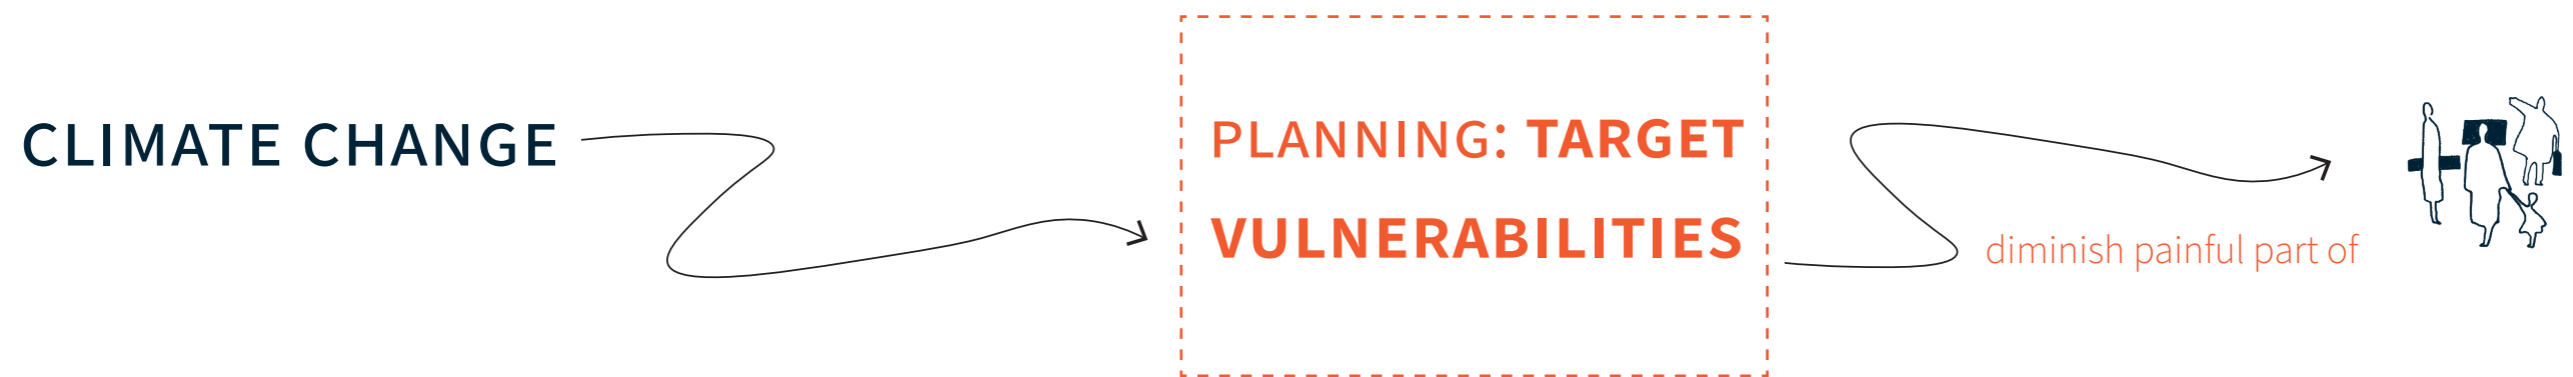 CLIMATE CHANGE
PLANNING: TARGET
VULNERABILITIES
diminish painful part of